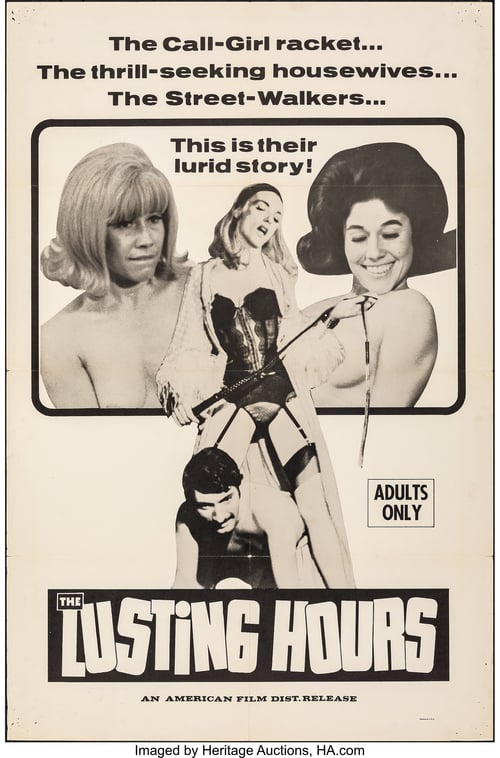 The Call-Girl racket...
The thrill-seeking housewives...
The Street-Walkers...
This is their
lurid story!
ADULTS
ONLY
THE
LUSTING HOURS
AN AMERICAN FILM DIST. RELEASE
Imaged by Heritage Auctions, HA.com